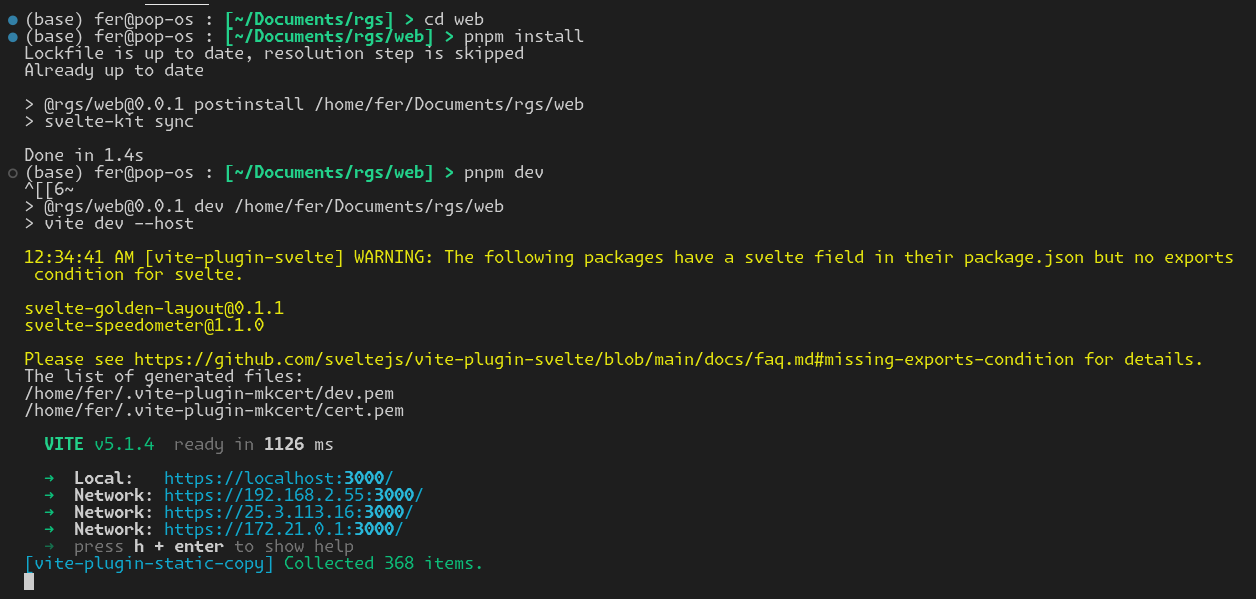 (base) fer@pop-os : [~/Documents/rgs] > cd web
(base) fer@pop-os : [~/Documents/rgs/web] > pnpm install
Lockfile is up to date, resolution step is skipped
Already up to date
> @rgs/web@0.0.1 postinstall /home/fer/Documents/rgs/web
> svelte-kit sync
Done in 1.4s
(base) fer@pop-os : [~/Documents/rgs/web] > pnpm dev
^[[6~
> @rgs/web@0.0.1 dev /home/fer/Documents/rgs/web
> vite dev --host
12:34:41 AM [vite-plugin-svelte] WARNING: The following packages have a svelte field in their package.json but no exports
condition for svelte.
svelte-golden-layout@0.1.1
svelte-speedometer@1.1.0
Please see https://github.com/sveltejs/vite-plugin-svelte/blob/main/docs/faq.md#missing-exports-condition for details.
The list of generated files:
/home/fer/.vite-plugin-mkcert/dev.pem
/home/fer/.vite-plugin-mkcert/cert.pem
VITE v5.1.4  ready in 1126 ms
➜  Local:   https://localhost:3000/
➜  Network: https://192.168.2.55:3000/
➜  Network: https://25.3.113.16:3000/
➜  Network: https://172.21.0.1:3000/
➜  press h + enter to show help
[vite-plugin-static-copy] Collected 368 items.